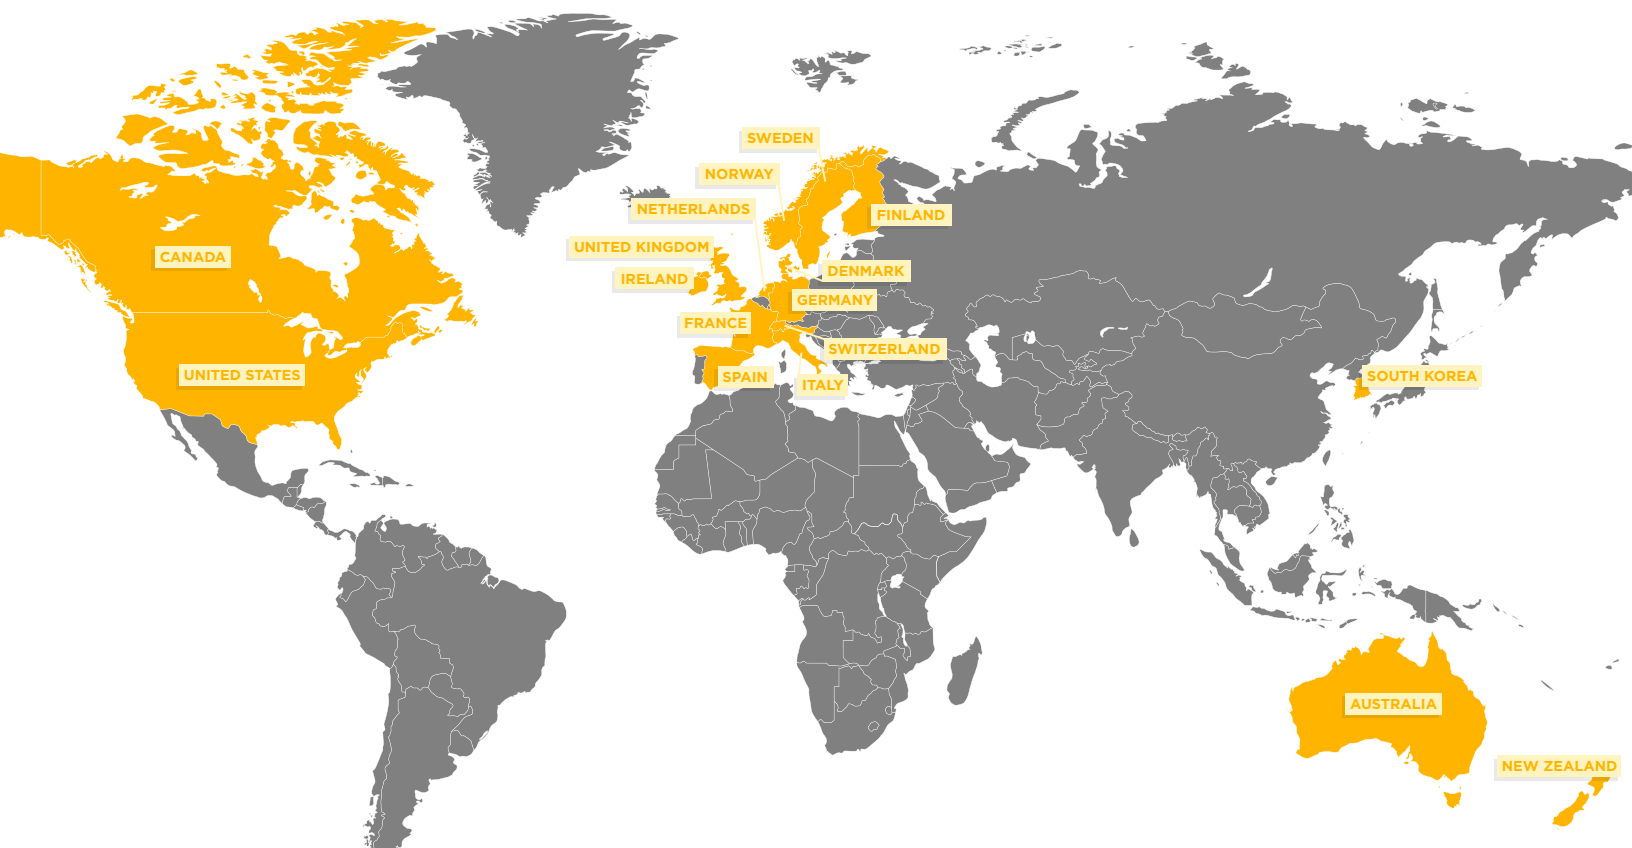 SWEDEN
NORWAY
NETHERLANDS
FINLAND
UNITED KINGDOM
CANADA
DENMARK
IRELAND
GERMANY
FRANCE
SWITZERLAND
UNITED STATES
SPAIN
ITALY
SOUTH KOREA
AUSTRALIA
NEW ZEALAND